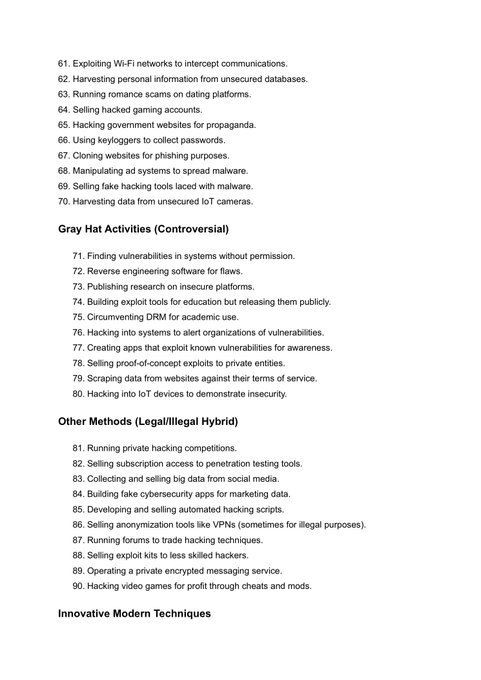 61. Exploiting Wi-Fi networks to intercept communications.
62. Harvesting personal information from unsecured databases.
63. Running romance scams on dating platforms.
64. Selling hacked gaming accounts.
65. Hacking government websites for propaganda.
66. Using keyloggers to collect passwords.
67. Cloning websites for phishing purposes.
68. Manipulating ad systems to spread malware.
69. Selling fake hacking tools laced with malware.
70. Harvesting data from unsecured IoT cameras.
Gray Hat Activities (Controversial)
71. Finding vulnerabilities in systems without permission.
72. Reverse engineering software for flaws.
73. Publishing research on insecure platforms.
74. Building exploit tools for education but releasing them publicly.
75. Circumventing DRM for academic use.
76. Hacking into systems to alert organizations of vulnerabilities.
77. Creating apps that exploit known vulnerabilities for awareness.
78. Selling proof-of-concept exploits to private entities.
79. Scraping data from websites against their terms of service.
80. Hacking into IoT devices to demonstrate insecurity.
Other Methods (Legal/Illegal Hybrid)
81. Running private hacking competitions.
82. Selling subscription access to penetration testing tools.
83. Collecting and selling big data from social media.
84. Building fake cybersecurity apps for marketing data.
85. Developing and selling automated hacking scripts.
86. Selling anonymization tools like VPNs (sometimes for illegal purposes).
87. Running forums to trade hacking techniques.
88. Selling exploit kits to less skilled hackers.
89. Operating a private encrypted messaging service.
90. Hacking video games for profit through cheats and mods.
Innovative Modern Techniques